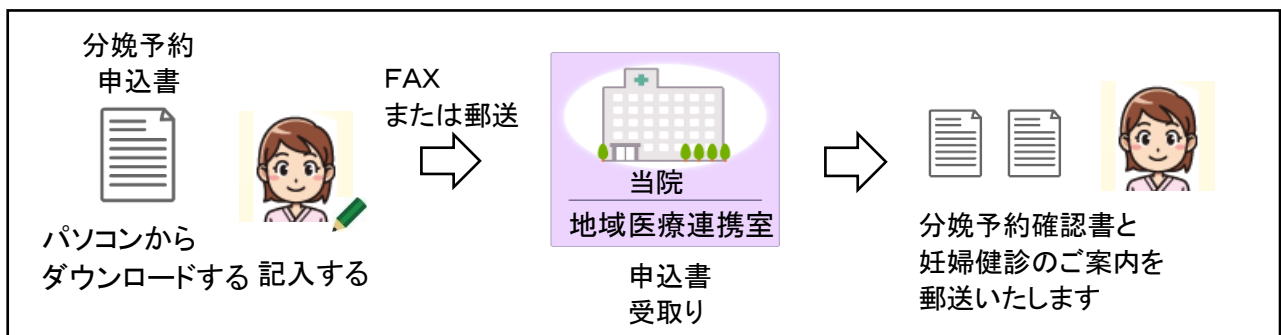 分娩予約
申込書
パソコンから
ダウンロードする
記入する
FAX
または郵送
当院
地域医療連携室
申込書
受取り
分娩予約確認書と
妊婦健診のご案内を
郵送いたします